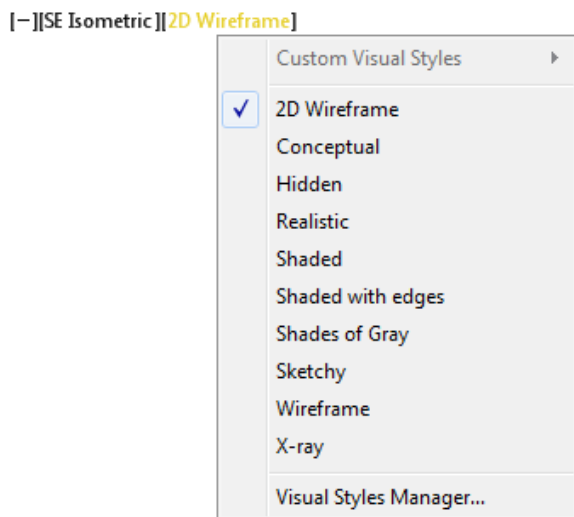 [−][SE Isometric][2D Wireframe]
Custom Visual Styles
2D Wireframe
Conceptual
Hidden
Realistic
Shaded
Shaded with edges
Shades of Gray
Sketchy
Wireframe
X-ray
Visual Styles Manager...